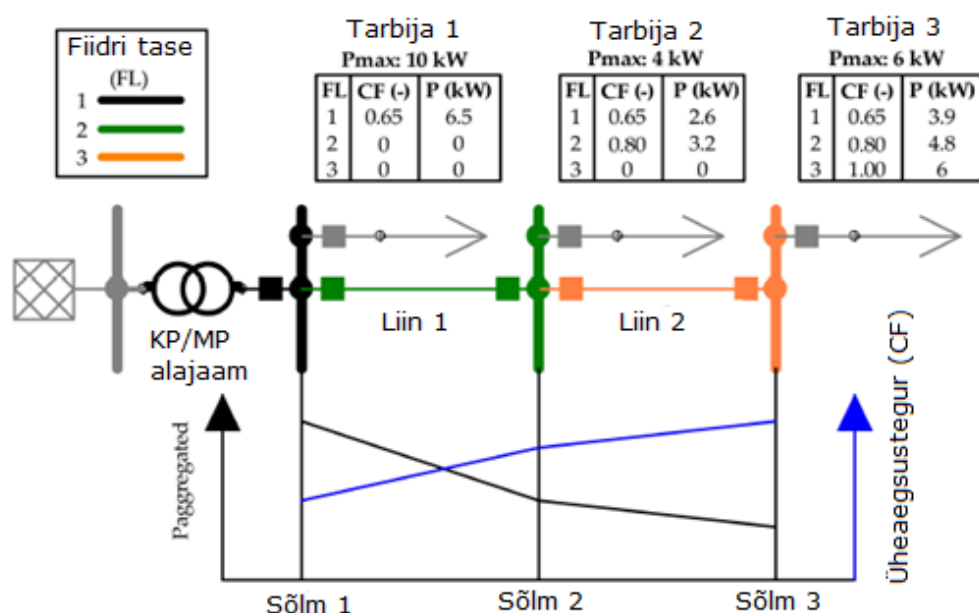 Fiidri tase
(FL)
1
2
3
Tarbija 1
Pmax: 10 kW
FL CF (-) P (kW)
1 0.65 6.5
2 0 0
3 0 0
Tarbija 2
Pmax: 4 kW
FL CF (-) P (kW)
1 0.65 2.6
2 0.80 3.2
3 0 0
Tarbija 3
Pmax: 6 kW
FL CF (-) P (kW)
1 0.65 3.9
2 0.80 4.8
3 1.00 6
KP/MP
alajaam
Liin 1
Liin 2
Paggregated
Üheaegsustegur (CF)
Sõlm 1
Sõlm 2
Sõlm 3